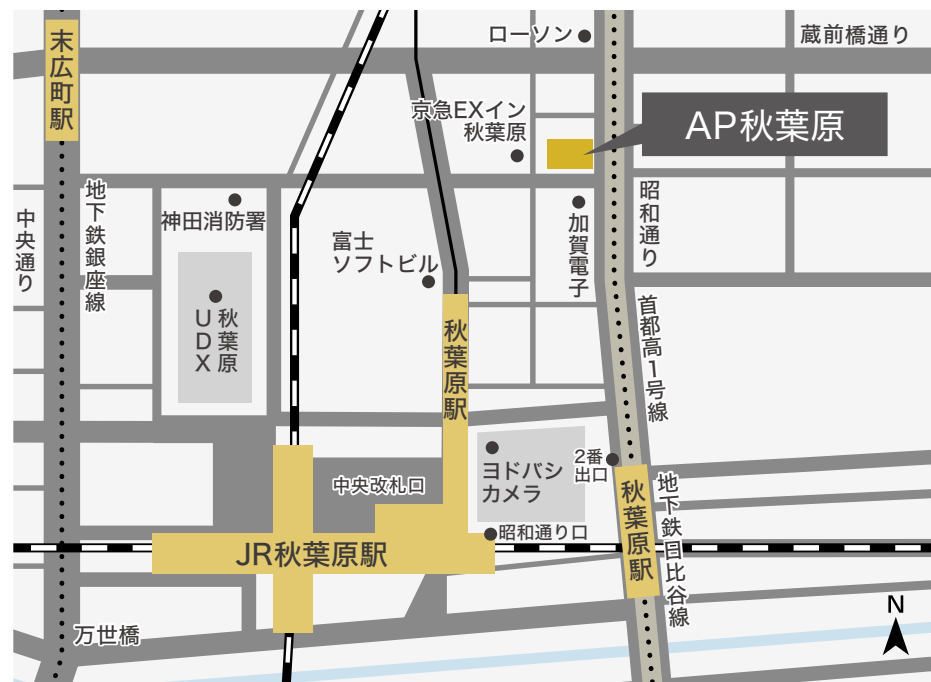 末広町駅
ローソン
蔵前橋通り
京急EXイン
秋葉原
AP秋葉原
地下鉄銀座線
中央通り
神田消防署
富士
ソフトビル
加賀電子
昭和通り
秋葉原
UDX
首都高1号線
秋葉原駅
ヨドバシ
カメラ
2番
出口
中央改札口
秋葉原駅
地下鉄日比谷線
昭和通り口
JR秋葉原駅
万世橋
N